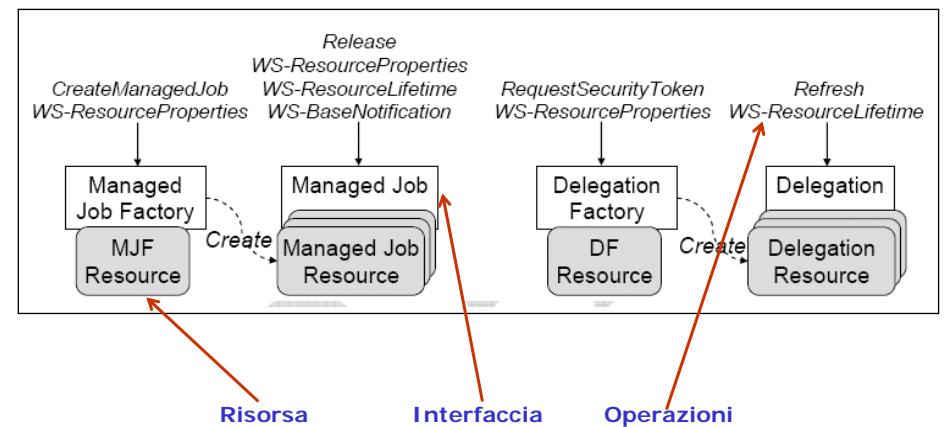 CreateManagedJob
WS-ResourceProperties
Release
WS-ResourceProperties
WS-ResourceLifetime
WS-BaseNotification
RequestSecurityToken
WS-ResourceProperties
Refresh
WS-ResourceLifetime
Managed
Job Factory
MJF
Resource
Create
Managed Job
Managed Job
Resource
Delegation
Factory
DF
Resource
Create
Delegation
Delegation
Resource
Risorsa
Interfaccia
Operazioni